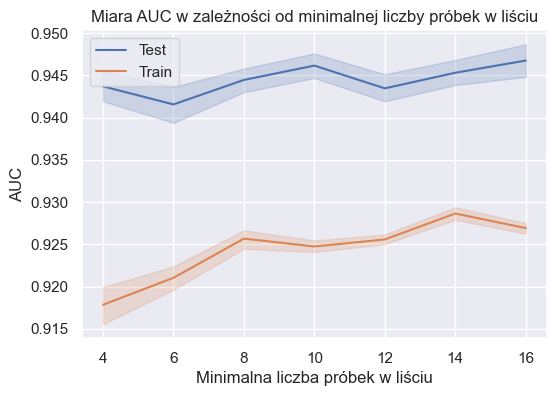 Miara AUC w zależności od minimalnej liczby próbek w liściu
Test
Train
0.950
0.945
0.940
0.935
0.930
0.925
0.920
0.915
AUC
4 6 8 10 12 14 16
Minimalna liczba próbek w liściu